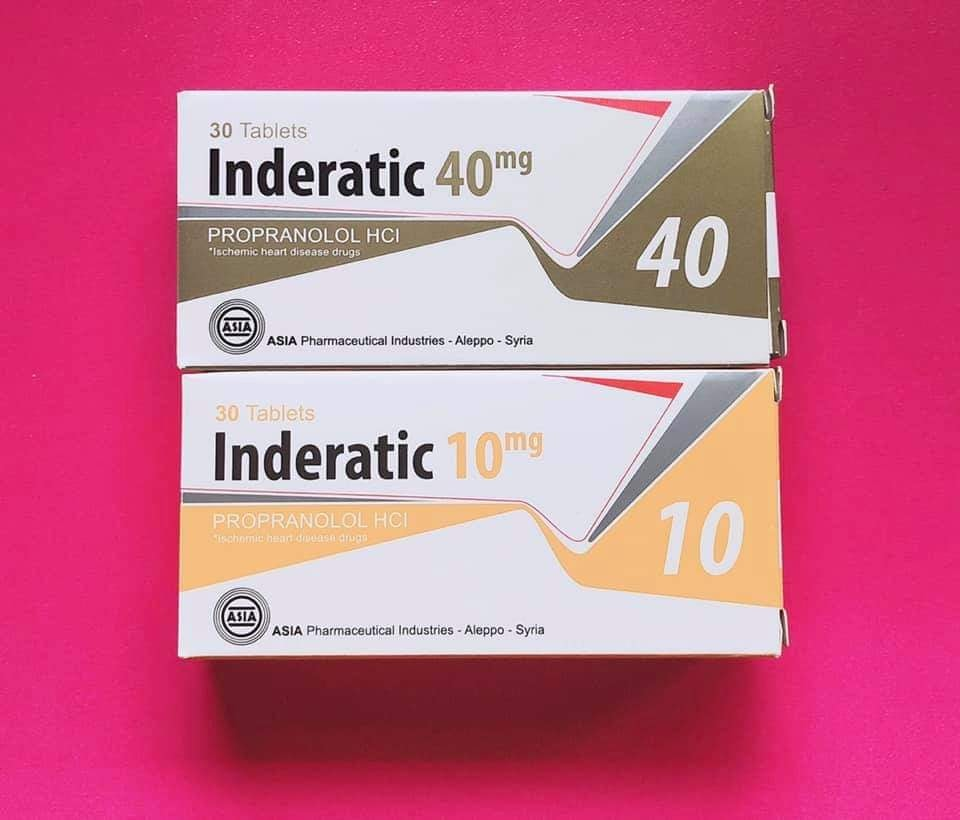 30 Tablets
Inderatic 40mg
PROPRANOLOL HCl
*Ischemic heart disease drugs
40
ASIA
ASIA Pharmaceutical Industries - Aleppo - Syria
30 Tablets
Inderatic 10mg
PROPRANOLOL HCl
*Ischemic heart disease drugs
10
ASIA
ASIA Pharmaceutical Industries - Aleppo - Syria